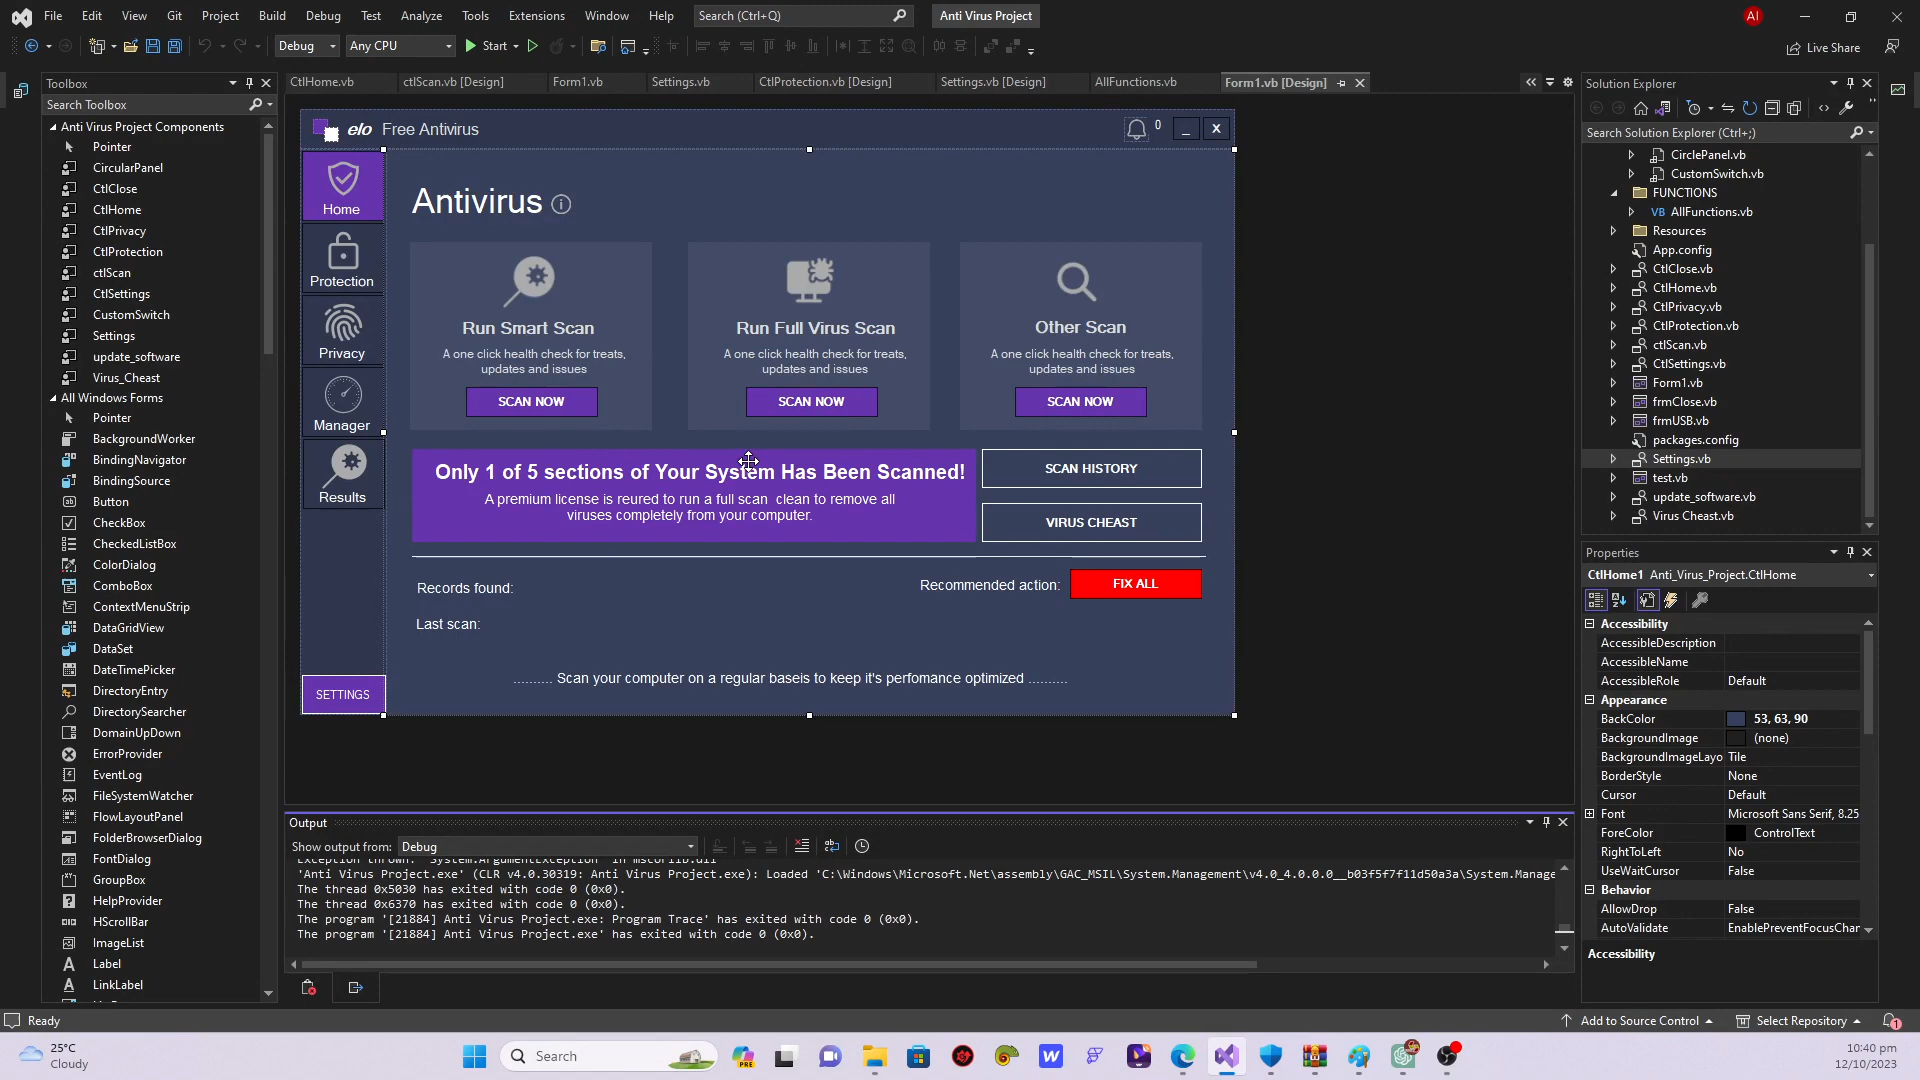 File Edit View Git Project Build Debug Test Analyze Tools Extensions Window Help Search (Ctrl+Q) Anti Virus Project AI
Debug Any CPU Start Live Share
Toolbox
Search Toolbox
Anti Virus Project Components
Pointer
CircularPanel
CtlClose
CtlHome
CtlPrivacy
CtlProtection
ctlScan
CtlSettings
CustomSwitch
Settings
update_software
Virus_Cheast
All Windows Forms
Pointer
BackgroundWorker
BindingNavigator
BindingSource
Button
CheckBox
CheckedListBox
ColorDialog
ComboBox
ContextMenuStrip
DataGridView
DataSet
DateTimePicker
DirectoryEntry
DirectorySearcher
DomainUpDown
ErrorProvider
EventLog
FileSystemWatcher
FlowLayoutPanel
FolderBrowserDialog
FontDialog
GroupBox
HelpProvider
HScrollBar
ImageList
Label
LinkLabel
CtlHome.vb ctlScan.vb [Design] Form1.vb Settings.vb CtlProtection.vb [Design] Settings.vb [Design] AllFunctions.vb Form1.vb [Design]
elo Free Antivirus 0 _ X
Home
Protection
Privacy
Manager
Results
SETTINGS
Antivirus
Run Smart Scan
A one click health check for treats,
updates and issues
SCAN NOW
Run Full Virus Scan
A one click health check for treats,
updates and issues
SCAN NOW
Other Scan
A one click health check for treats,
updates and issues
SCAN NOW
Only 1 of 5 sections of Your System Has Been Scanned!
A premium license is reured to run a full scan clean to remove all
viruses completely from your computer.
SCAN HISTORY
VIRUS CHEAST
Records found:
Recommended action: FIX ALL
Last scan:
.......... Scan your computer on a regular baseis to keep it's perfomance optimized ..........
Output
Show output from: Debug
Exception thrown: 'System.ArgumentException' in mscorlib.dll
'Anti Virus Project.exe' (CLR v4.0.30319: Anti Virus Project.exe): Loaded 'C:\Windows\Microsoft.Net\assembly\GAC_MSIL\System.Management\v4.0_4.0.0.0__b03f5f7f11d50a3a\System.Manage
The thread 0x5030 has exited with code 0 (0x0).
The thread 0x6370 has exited with code 0 (0x0).
The program '[21884] Anti Virus Project.exe: Program Trace' has exited with code 0 (0x0).
The program '[21884] Anti Virus Project.exe' has exited with code 0 (0x0).
Solution Explorer
Search Solution Explorer (Ctrl+;)
CirclePanel.vb
CustomSwitch.vb
FUNCTIONS
VB AllFunctions.vb
Resources
App.config
CtlClose.vb
CtlHome.vb
CtlPrivacy.vb
CtlProtection.vb
ctlScan.vb
CtlSettings.vb
Form1.vb
frmClose.vb
frmUSB.vb
packages.config
Settings.vb
test.vb
update_software.vb
Virus Cheast.vb
Properties
CtlHome1 Anti_Virus_Project.CtlHome
Accessibility
AccessibleDescription
AccessibleName
AccessibleRole Default
Appearance
BackColor 53, 63, 90
BackgroundImage (none)
BackgroundImageLayo Tile
BorderStyle None
Cursor Default
Font Microsoft Sans Serif, 8.25
ForeColor ControlText
RightToLeft No
UseWaitCursor False
Behavior
AllowDrop False
AutoValidate EnablePreventFocusChan
Accessibility
Ready Add to Source Control Select Repository 1
25°C
Cloudy
Search
PRE
W
10:40 pm
12/10/2023